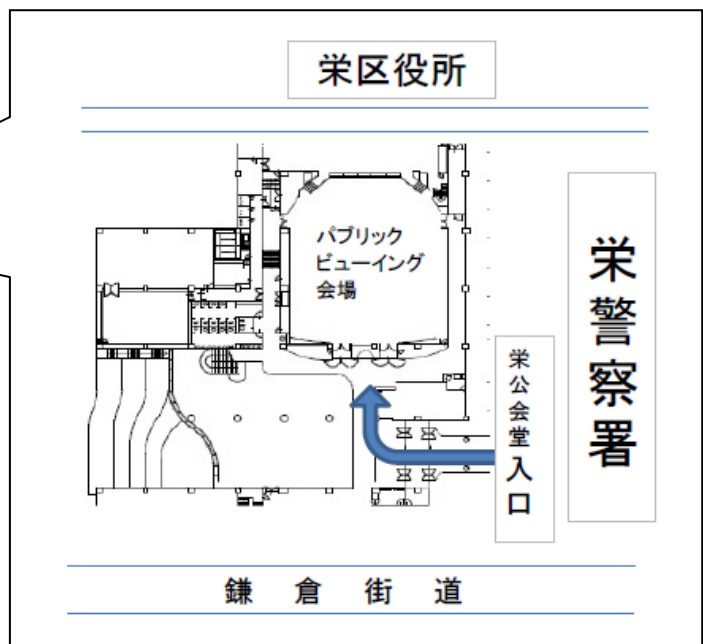 栄区役所
パブリック
ビューイング
会場
栄警察署
栄公会堂入口
鎌倉街道